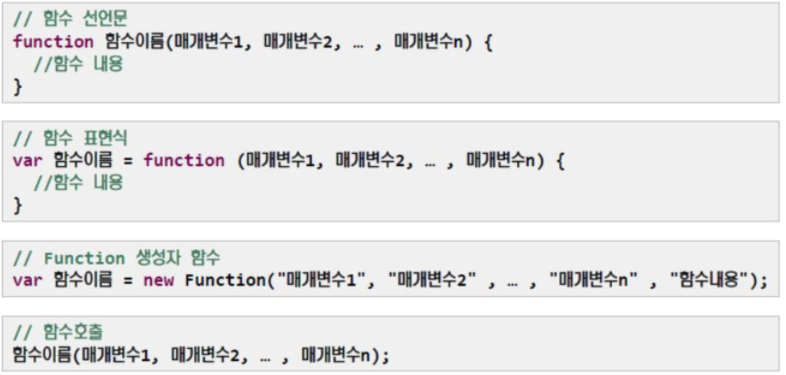 // 함수 선언문
function 함수이름(매개변수1, 매개변수2, … , 매개변수n) {
//함수 내용
}
// 함수 표현식
var 함수이름 = function (매개변수1, 매개변수2, … , 매개변수n) {
//함수 내용
}
// Function 생성자 함수
var 함수이름 = new Function("매개변수1", "매개변수2" , … , "매개변수n" , "함수내용");
// 함수호출
함수이름(매개변수1, 매개변수2, … , 매개변수n);